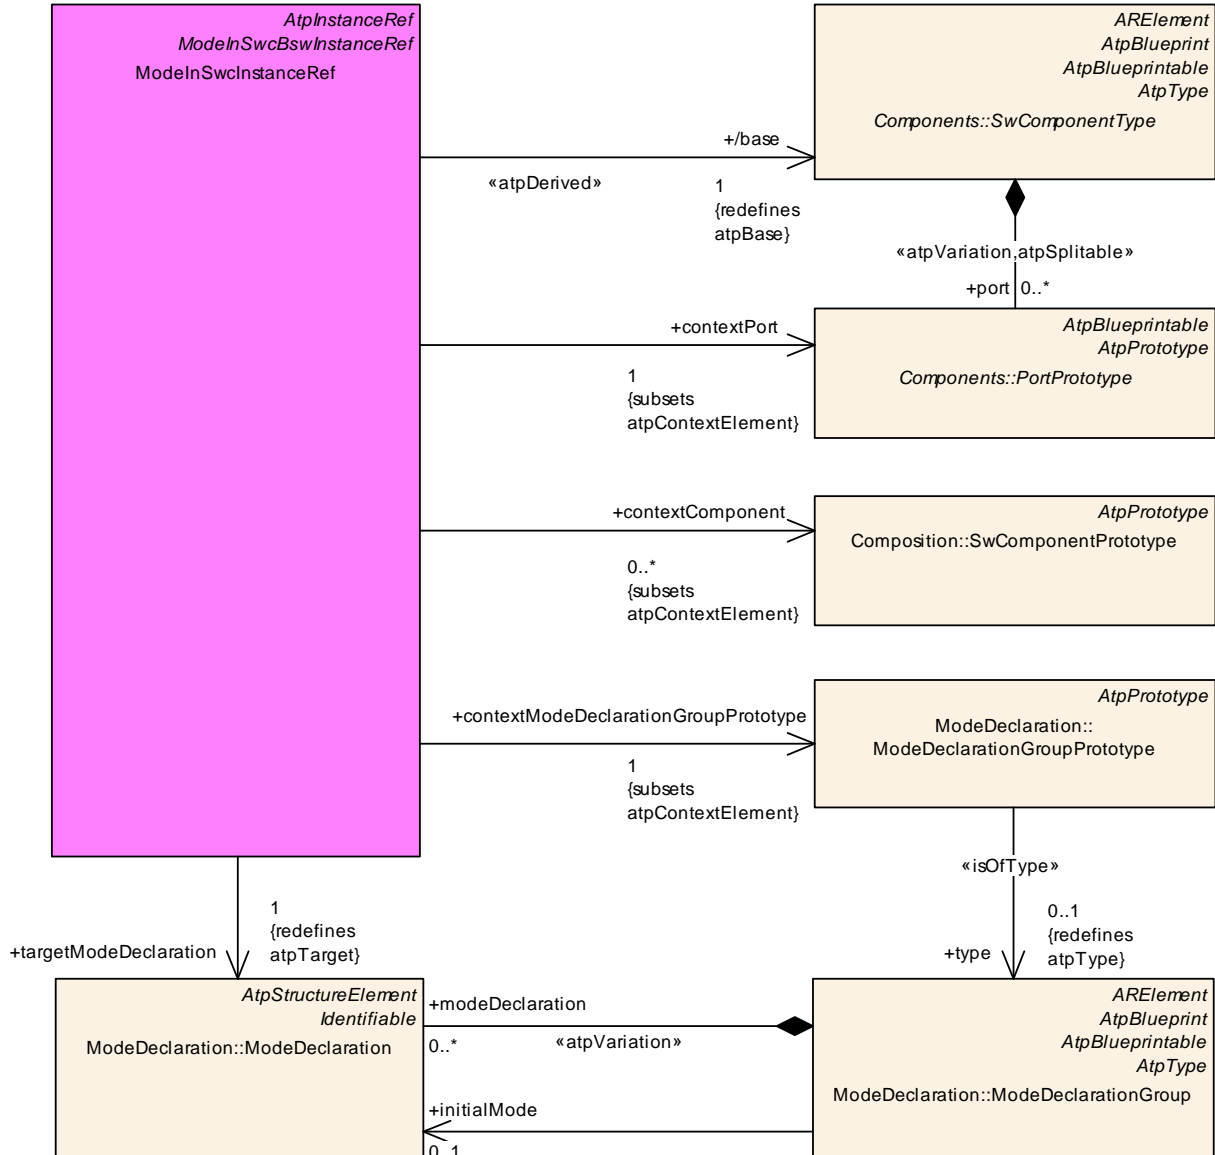 AtpInstanceRef
ModeInSwcBswInstanceRef
ModeInSwcInstanceRef
ARElement
AtpBlueprint
AtpBlueprintable
AtpType
Components::SwComponentType
+/base
«atpDerived»
1
{redefines
atpBase}
«atpVariation,atpSplitable»
+port
0..*
+contextPort
1
{subsets
atpContextElement}
AtpBlueprintable
AtpPrototype
Components::PortPrototype
+contextComponent
0..*
{subsets
atpContextElement}
AtpPrototype
Composition::SwComponentPrototype
+contextModeDeclarationGroupPrototype
1
{subsets
atpContextElement}
AtpPrototype
ModeDeclaration::
ModeDeclarationGroupPrototype
«isOfType»
0..1
{redefines
atpType}
+type
1
{redefines
atpTarget}
+targetModeDeclaration
AtpStructureElement
Identifiable
ModeDeclaration::ModeDeclaration
+modeDeclaration
0..*
«atpVariation»
+initialMode
0..1
ARElement
AtpBlueprint
AtpBlueprintable
AtpType
ModeDeclaration::ModeDeclarationGroup